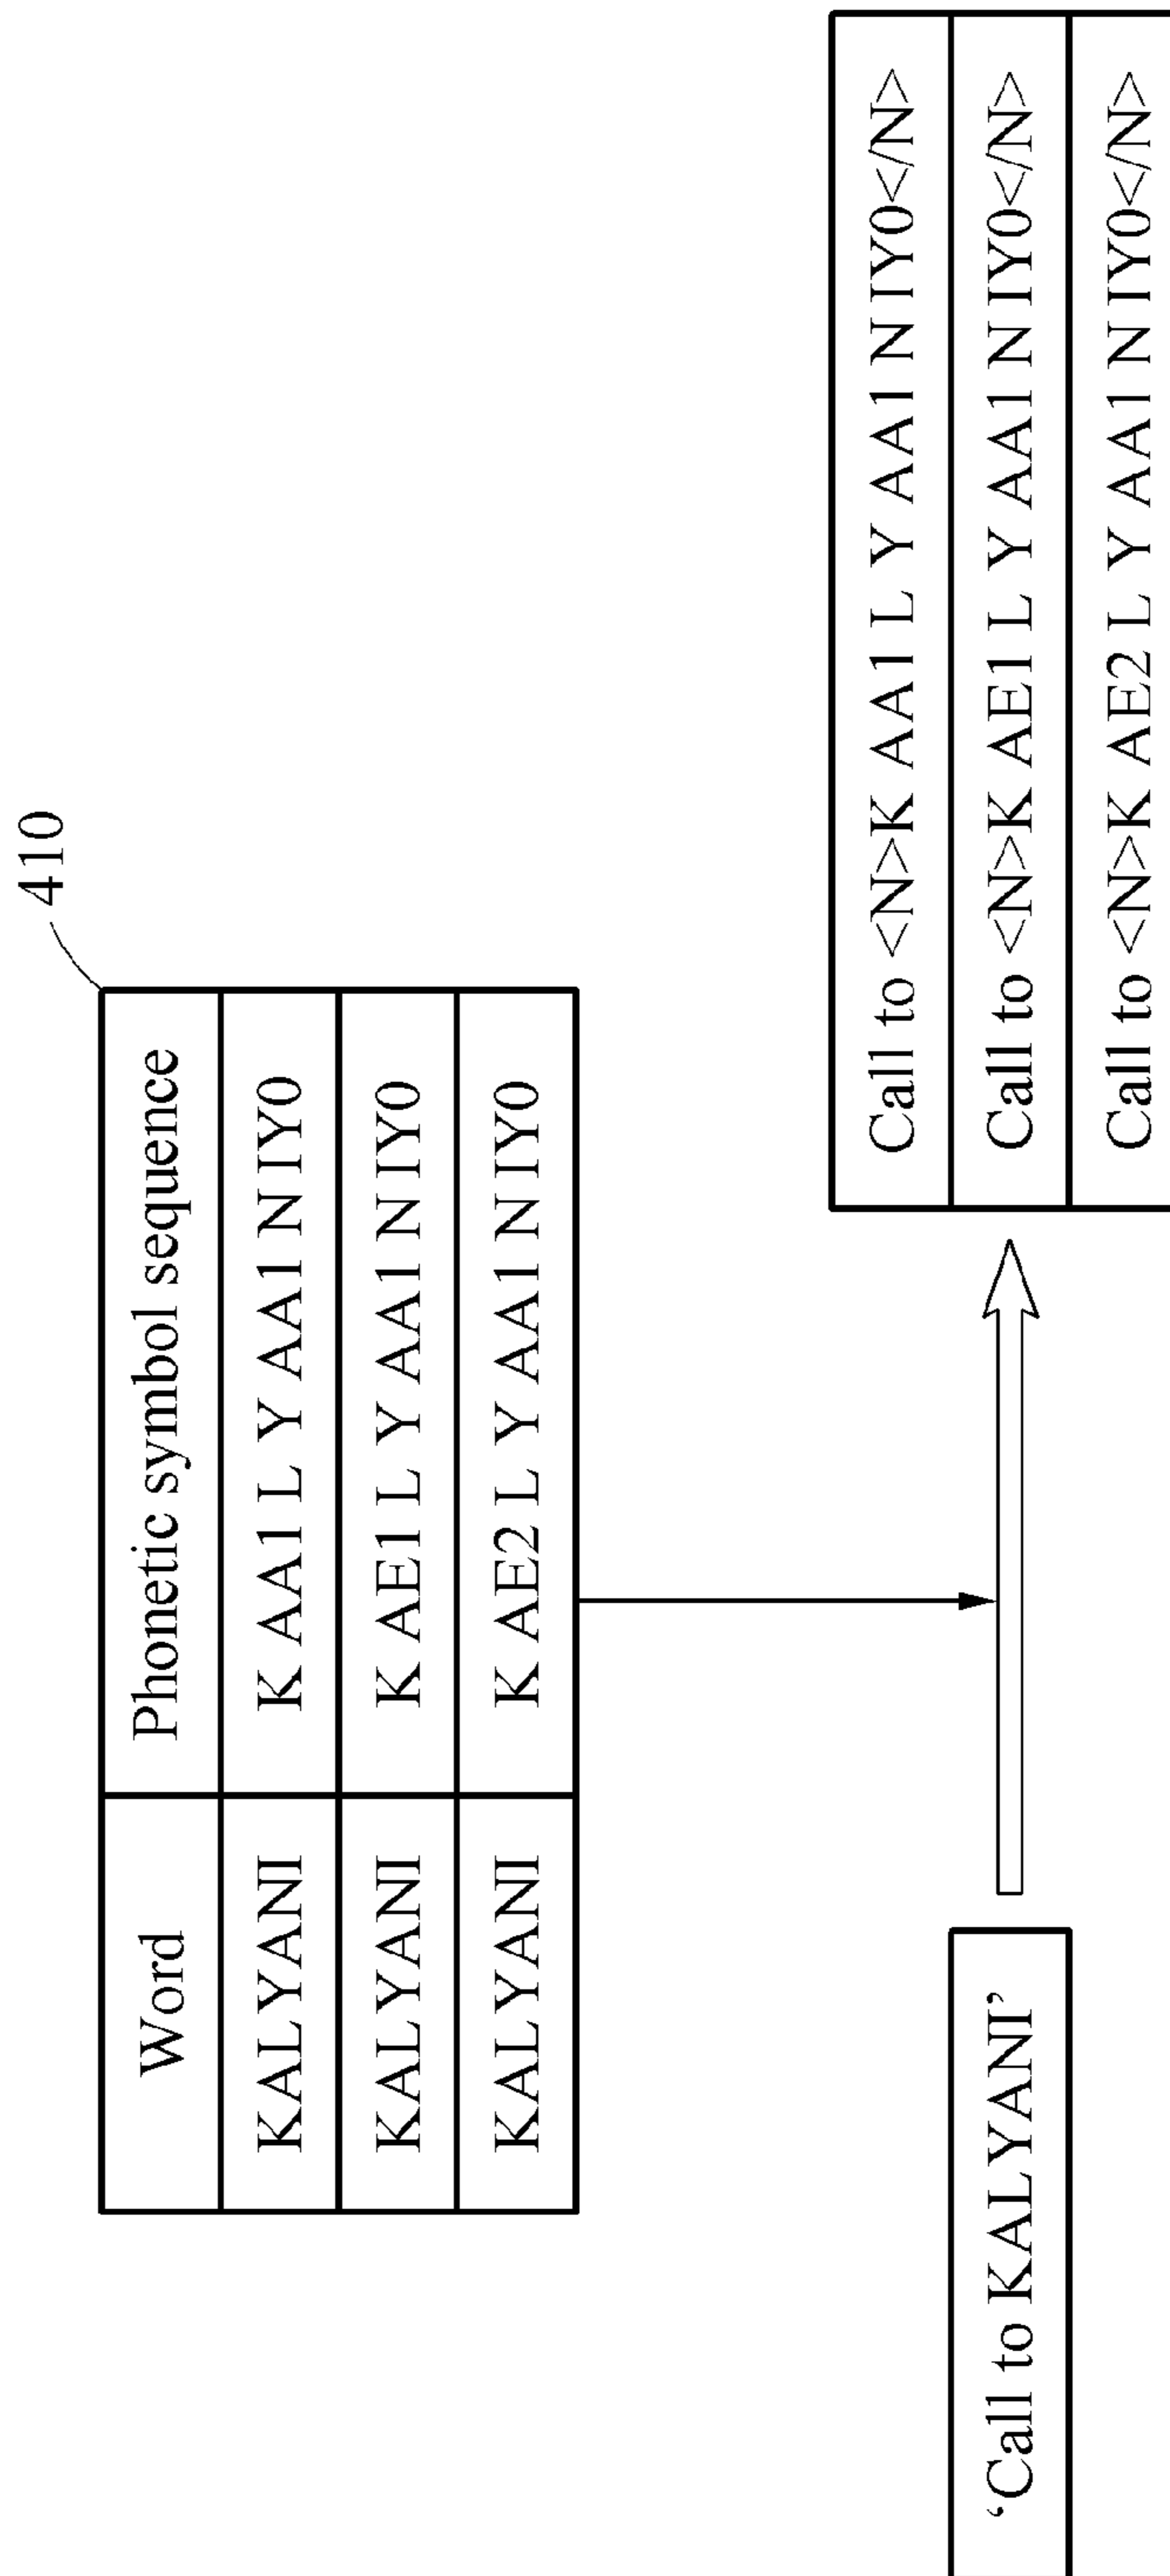 410
Word Phonetic symbol sequence
KALYANI K AA1 L Y AA1 N IY0
KALYANI K AE1 L Y AA1 N IY0
KALYANI K AE2 L Y AA1 N IY0
‘Call to KALYANI’
Call to <N>K AA1 L Y AA1 N IY0</N>
Call to <N>K AE1 L Y AA1 N IY0</N>
Call to <N>K AE2 L Y AA1 N IY0</N>